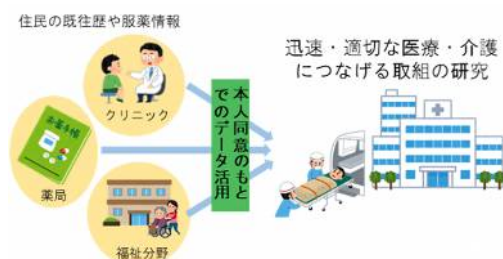 住民の既往歴や服薬情報
迅速・適切な医療・介護
につなげる取組の研究
クリニック
お薬手帳
薬局
福祉分野
本人同意のもと
でのデータ活用